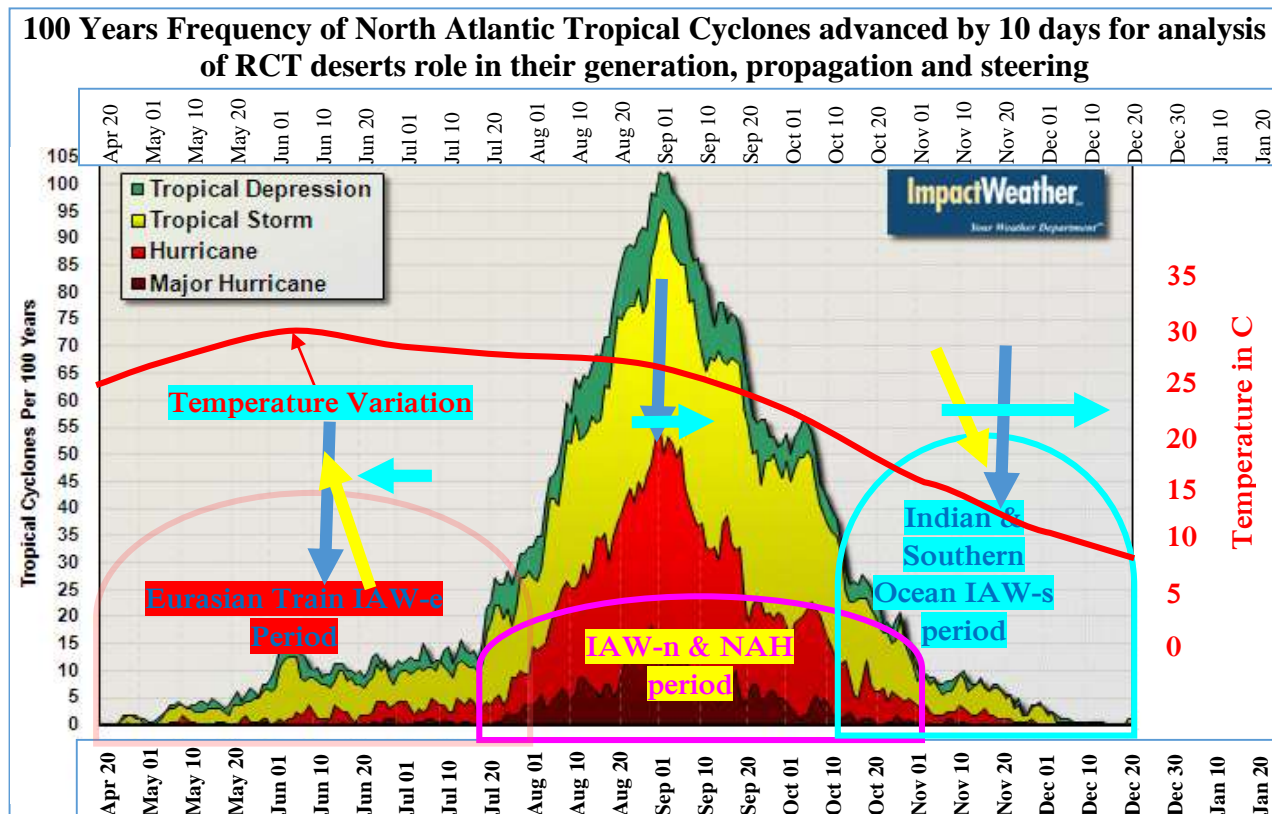 100 Years Frequency of North Atlantic Tropical Cyclones advanced by 10 days for analysis
of RCT deserts role in their generation, propagation and steering
Apr 20 May 01 May 10 May 20 Jun 01 Jun 10 Jun 20 Jul 01 Jul 10 Jul 20 Aug 01 Aug 10 Aug 20 Sep 01 Sep 10 Sep 20 Oct 01 Oct 10 Oct 20 Nov 01 Nov 10 Nov 20 Dec 01 Dec 10 Dec 20 Dec 30 Jan 10 Jan 20
Tropical Cyclones Per 100 Years
105
100
95
90
85
80
75
70
65
60
55
50
45
40
35
30
25
20
15
10
5
0
Tropical Depression
Tropical Storm
Hurricane
Major Hurricane
ImpactWeather
Your Weather Department
Temperature Variation
Eurasian Train IAW-e
Period
IAW-n & NAH
period
Indian &
Southern
Ocean IAW-s
period
35
30
25
20
15
10
5
0
Temperature in C
Apr 20 May 01 May 10 May 20 Jun 01 Jun 10 Jun 20 Jul 01 Jul 10 Jul 20 Aug 01 Aug 10 Aug 20 Sep 01 Sep 10 Sep 20 Oct 01 Oct 10 Oct 20 Nov 01 Nov 10 Nov 20 Dec 01 Dec 10 Dec 20 Dec 30 Jan 10 Jan 20